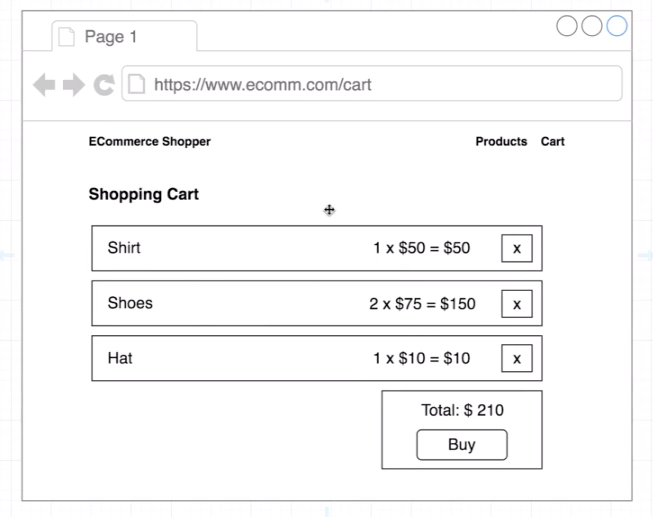 Page 1
https://www.ecomm.com/cart
ECommerce Shopper Products Cart
Shopping Cart
Shirt 1 x $50 = $50 x
Shoes 2 x $75 = $150 x
Hat 1 x $10 = $10 x
Total: $ 210
Buy